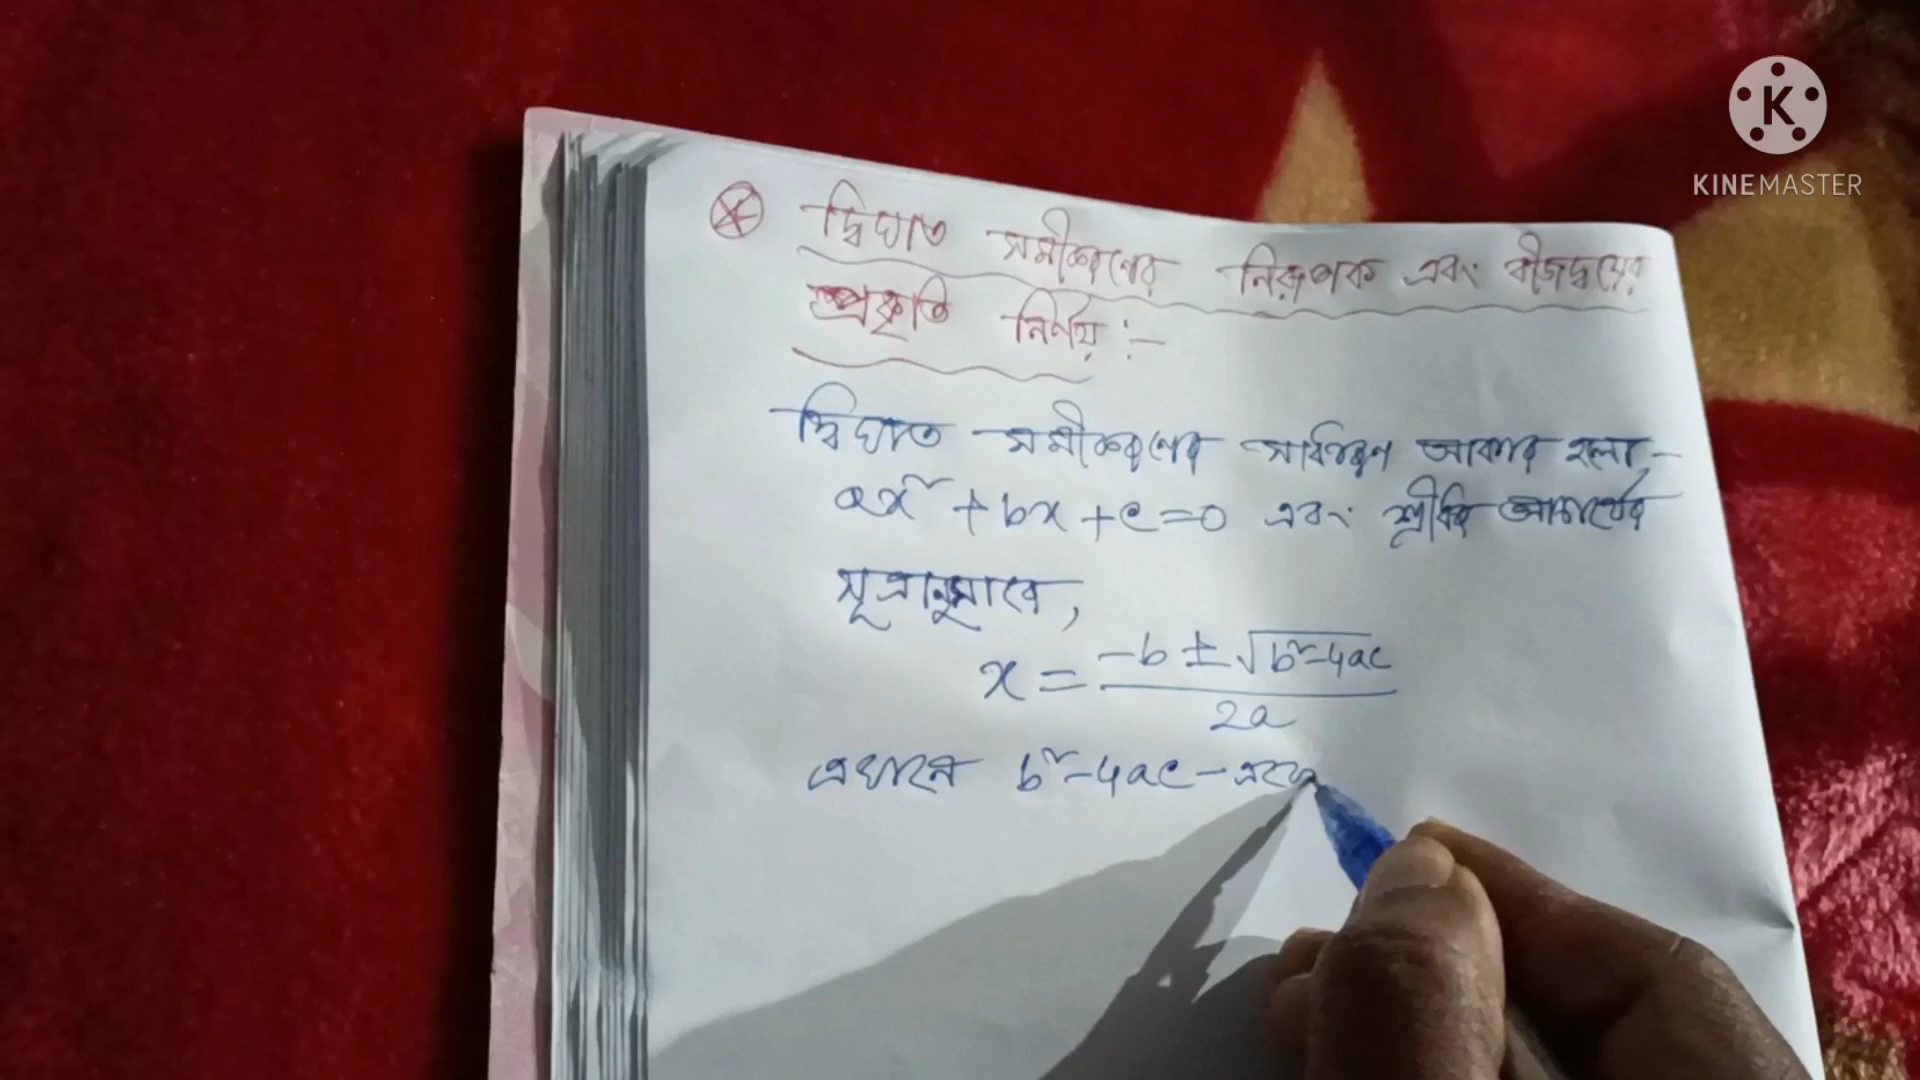 K
KINEMASTER
দ্বিঘাত সমীকরণের নিরূপক এবং বীজদ্বয়ের
প্রকৃতি নির্ণয় :-
দ্বিঘাত সমীকরণের সাধারণ আকার হলো,-
ax² + bx + c = 0 এবং শ্রীধর আচার্যের
সূত্রানুসারে,
x = (-b ± √b²-4ac) / 2a
এখানে b²-4ac -